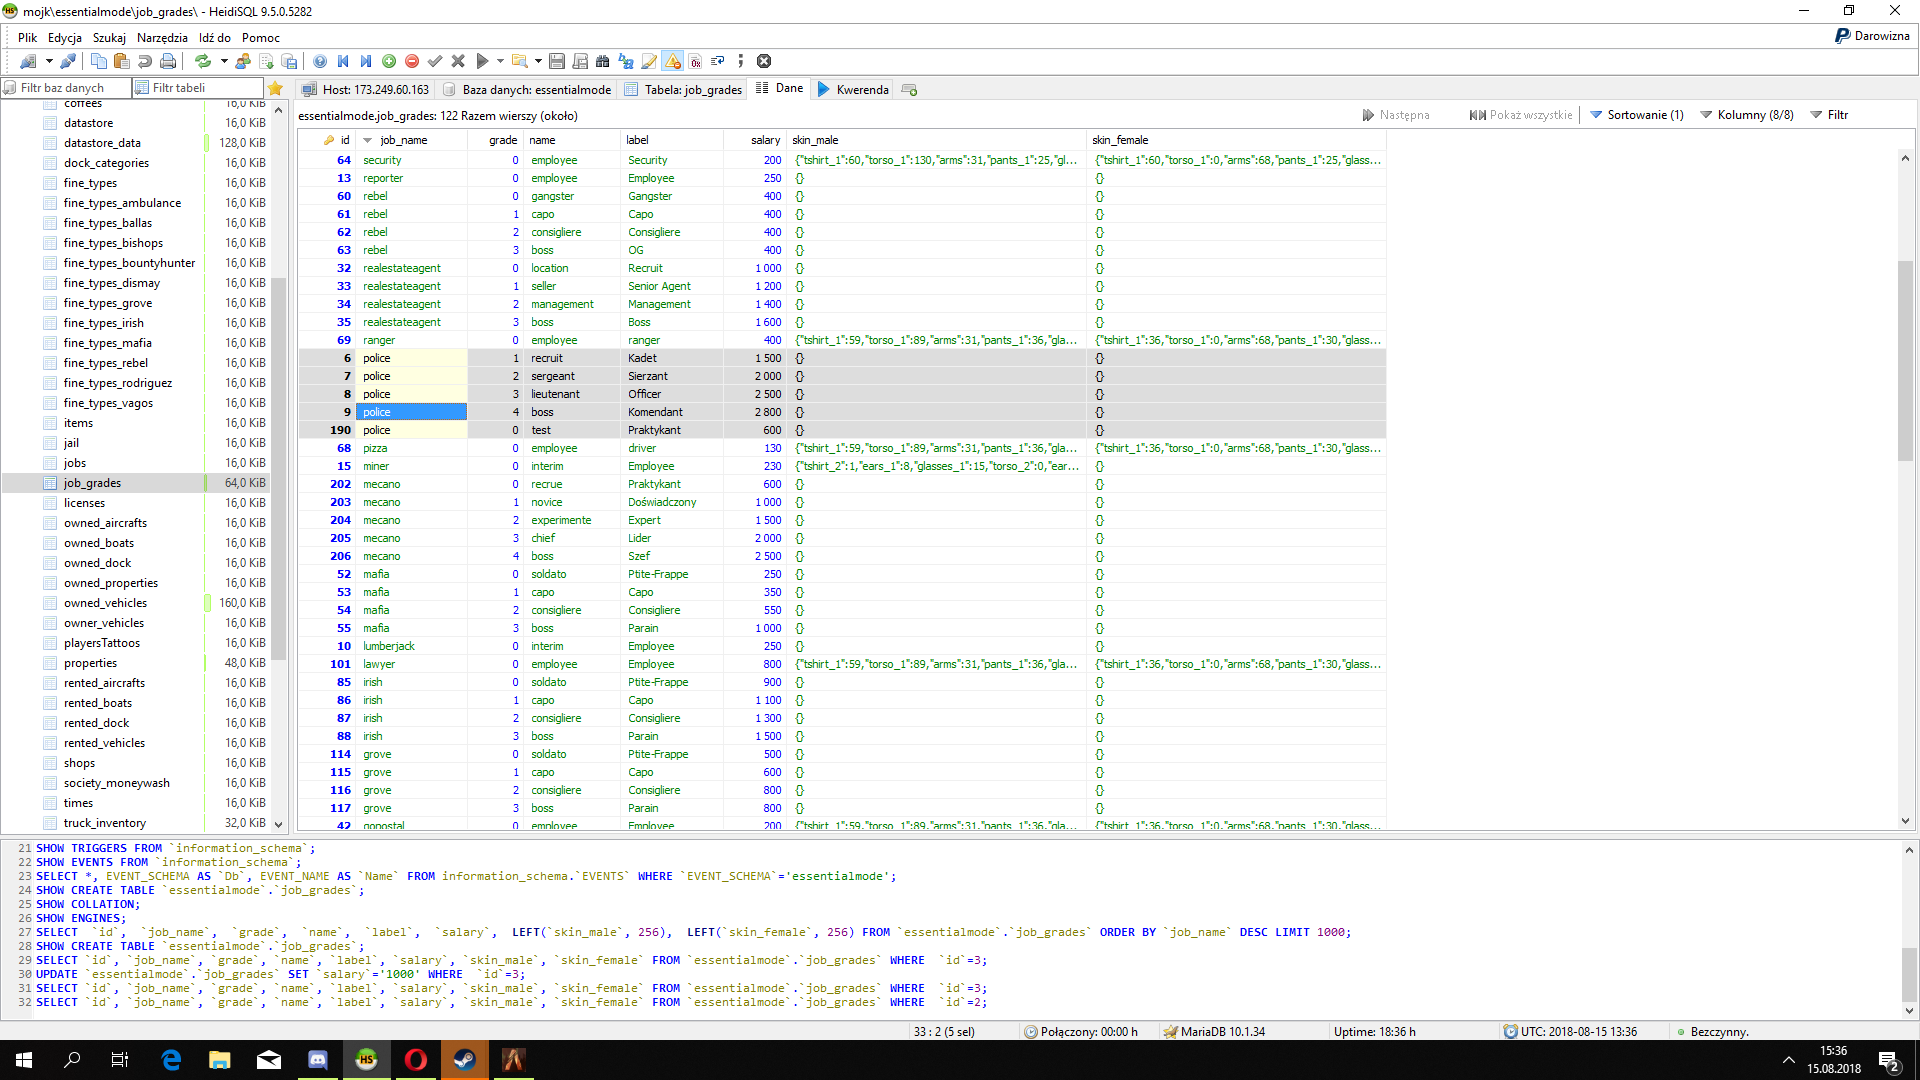 mojk\essentialmode\job_grades\ - HeidiSQL 9.5.0.5282
Plik Edycja Szukaj Narzędzia Idź do Pomoc Darowizna
Filtr baz danych Filtr tabeli Host: 173.249.60.163 Baza danych: essentialmode Tabela: job_grades Dane Kwerenda
essentialmode.job_grades: 122 Razem wierszy (około) Następna Pokaż wszystkie Sortowanie (1) Kolumny (8/8) Filtr
coffees 16,0 KiB
datastore 16,0 KiB
datastore_data 128,0 KiB
dock_categories 16,0 KiB
fine_types 16,0 KiB
fine_types_ambulance 16,0 KiB
fine_types_ballas 16,0 KiB
fine_types_bishops 16,0 KiB
fine_types_bountyhunter 16,0 KiB
fine_types_dismay 16,0 KiB
fine_types_grove 16,0 KiB
fine_types_irish 16,0 KiB
fine_types_mafia 16,0 KiB
fine_types_rebel 16,0 KiB
fine_types_rodriguez 16,0 KiB
fine_types_vagos 16,0 KiB
items 16,0 KiB
jail 16,0 KiB
jobs 16,0 KiB
job_grades 64,0 KiB
licenses 16,0 KiB
owned_aircrafts 16,0 KiB
owned_boats 16,0 KiB
owned_dock 16,0 KiB
owned_properties 16,0 KiB
owned_vehicles 160,0 KiB
owner_vehicles 16,0 KiB
playersTattoos 16,0 KiB
properties 48,0 KiB
rented_aircrafts 16,0 KiB
rented_boats 16,0 KiB
rented_dock 16,0 KiB
rented_vehicles 16,0 KiB
shops 16,0 KiB
society_moneywash 16,0 KiB
times 16,0 KiB
truck_inventory 32,0 KiB
id job_name grade name label salary skin_male skin_female
64 security 0 employee Security 200 {"tshirt_1":60,"torso_1":130,"arms":31,"pants_1":25,"gl... {"tshirt_1":60,"torso_1":0,"arms":68,"pants_1":25,"glass...
13 reporter 0 employee Employee 250 {} {}
60 rebel 0 gangster Gangster 400 {} {}
61 rebel 1 capo Capo 400 {} {}
62 rebel 2 consigliere Consigliere 400 {} {}
63 rebel 3 boss OG 400 {} {}
32 realestateagent 0 location Recruit 1 000 {} {}
33 realestateagent 1 seller Senior Agent 1 200 {} {}
34 realestateagent 2 management Management 1 400 {} {}
35 realestateagent 3 boss Boss 1 600 {} {}
69 ranger 0 employee ranger 400 {"tshirt_1":59,"torso_1":89,"arms":31,"pants_1":36,"gla... {"tshirt_1":36,"torso_1":0,"arms":68,"pants_1":30,"glass...
6 police 1 recruit Kadet 1 500 {} {}
7 police 2 sergeant Sierzant 2 000 {} {}
8 police 3 lieutenant Officer 2 500 {} {}
9 police 4 boss Komendant 2 800 {} {}
190 police 0 test Praktykant 600 {} {}
68 pizza 0 employee driver 130 {"tshirt_1":59,"torso_1":89,"arms":31,"pants_1":36,"gla... {"tshirt_1":36,"torso_1":0,"arms":68,"pants_1":30,"glass...
15 miner 0 interim Employee 230 {"tshirt_2":1,"ears_1":8,"glasses_1":15,"torso_2":0,"ear... {}
202 mecano 0 recrue Praktykant 600 {} {}
203 mecano 1 novice Doświadczony 1 000 {} {}
204 mecano 2 experimente Expert 1 500 {} {}
205 mecano 3 chief Lider 2 000 {} {}
206 mecano 4 boss Szef 2 500 {} {}
52 mafia 0 soldato Ptite-Frappe 250 {} {}
53 mafia 1 capo Capo 350 {} {}
54 mafia 2 consigliere Consigliere 550 {} {}
55 mafia 3 boss Parain 1 000 {} {}
10 lumberjack 0 interim Employee 250 {} {}
101 lawyer 0 employee Employee 800 {"tshirt_1":59,"torso_1":89,"arms":31,"pants_1":36,"gla... {"tshirt_1":36,"torso_1":0,"arms":68,"pants_1":30,"glass...
85 irish 0 soldato Ptite-Frappe 900 {} {}
86 irish 1 capo Capo 1 100 {} {}
87 irish 2 consigliere Consigliere 1 300 {} {}
88 irish 3 boss Parain 1 500 {} {}
114 grove 0 soldato Ptite-Frappe 500 {} {}
115 grove 1 capo Capo 600 {} {}
116 grove 2 consigliere Consigliere 800 {} {}
117 grove 3 boss Parain 800 {} {}
42 gopostal 0 employee Employee 200 {"tshirt_1":59,"torso_1":89,"arms":31,"pants_1":36,"gla... {"tshirt_1":36,"torso_1":0,"arms":68,"pants_1":30,"glass...
21 SHOW TRIGGERS FROM `information_schema`;
22 SHOW EVENTS FROM `information_schema`;
23 SELECT *, EVENT_SCHEMA AS `Db`, EVENT_NAME AS `Name` FROM information_schema.`EVENTS` WHERE `EVENT_SCHEMA`='essentialmode';
24 SHOW CREATE TABLE `essentialmode`.`job_grades`;
25 SHOW COLLATION;
26 SHOW ENGINES;
27 SELECT `id`, `job_name`, `grade`, `name`, `label`, `salary`, LEFT(`skin_male`, 256), LEFT(`skin_female`, 256) FROM `essentialmode`.`job_grades` ORDER BY `job_name` DESC LIMIT 1000;
28 SHOW CREATE TABLE `essentialmode`.`job_grades`;
29 SELECT `id`, `job_name`, `grade`, `name`, `label`, `salary`, `skin_male`, `skin_female` FROM `essentialmode`.`job_grades` WHERE `id`=3;
30 UPDATE `essentialmode`.`job_grades` SET `salary`='1000' WHERE `id`=3;
31 SELECT `id`, `job_name`, `grade`, `name`, `label`, `salary`, `skin_male`, `skin_female` FROM `essentialmode`.`job_grades` WHERE `id`=3;
32 SELECT `id`, `job_name`, `grade`, `name`, `label`, `salary`, `skin_male`, `skin_female` FROM `essentialmode`.`job_grades` WHERE `id`=2;
33 : 2 (5 sel) Połączony: 00:00 h MariaDB 10.1.34 Uptime: 18:36 h UTC: 2018-08-15 13:36 Bezczynny.
HS
15:36
15.08.2018
2